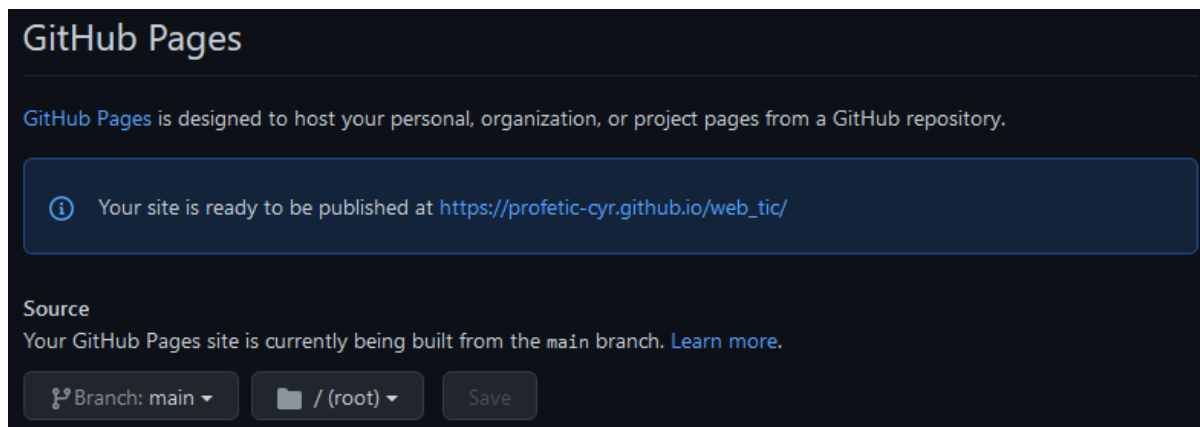 GitHub Pages
GitHub Pages is designed to host your personal, organization, or project pages from a GitHub repository.
Your site is ready to be published at https://profetic-cyr.github.io/web_tic/
Source
Your GitHub Pages site is currently being built from the main branch. Learn more.
Branch: main / (root) Save